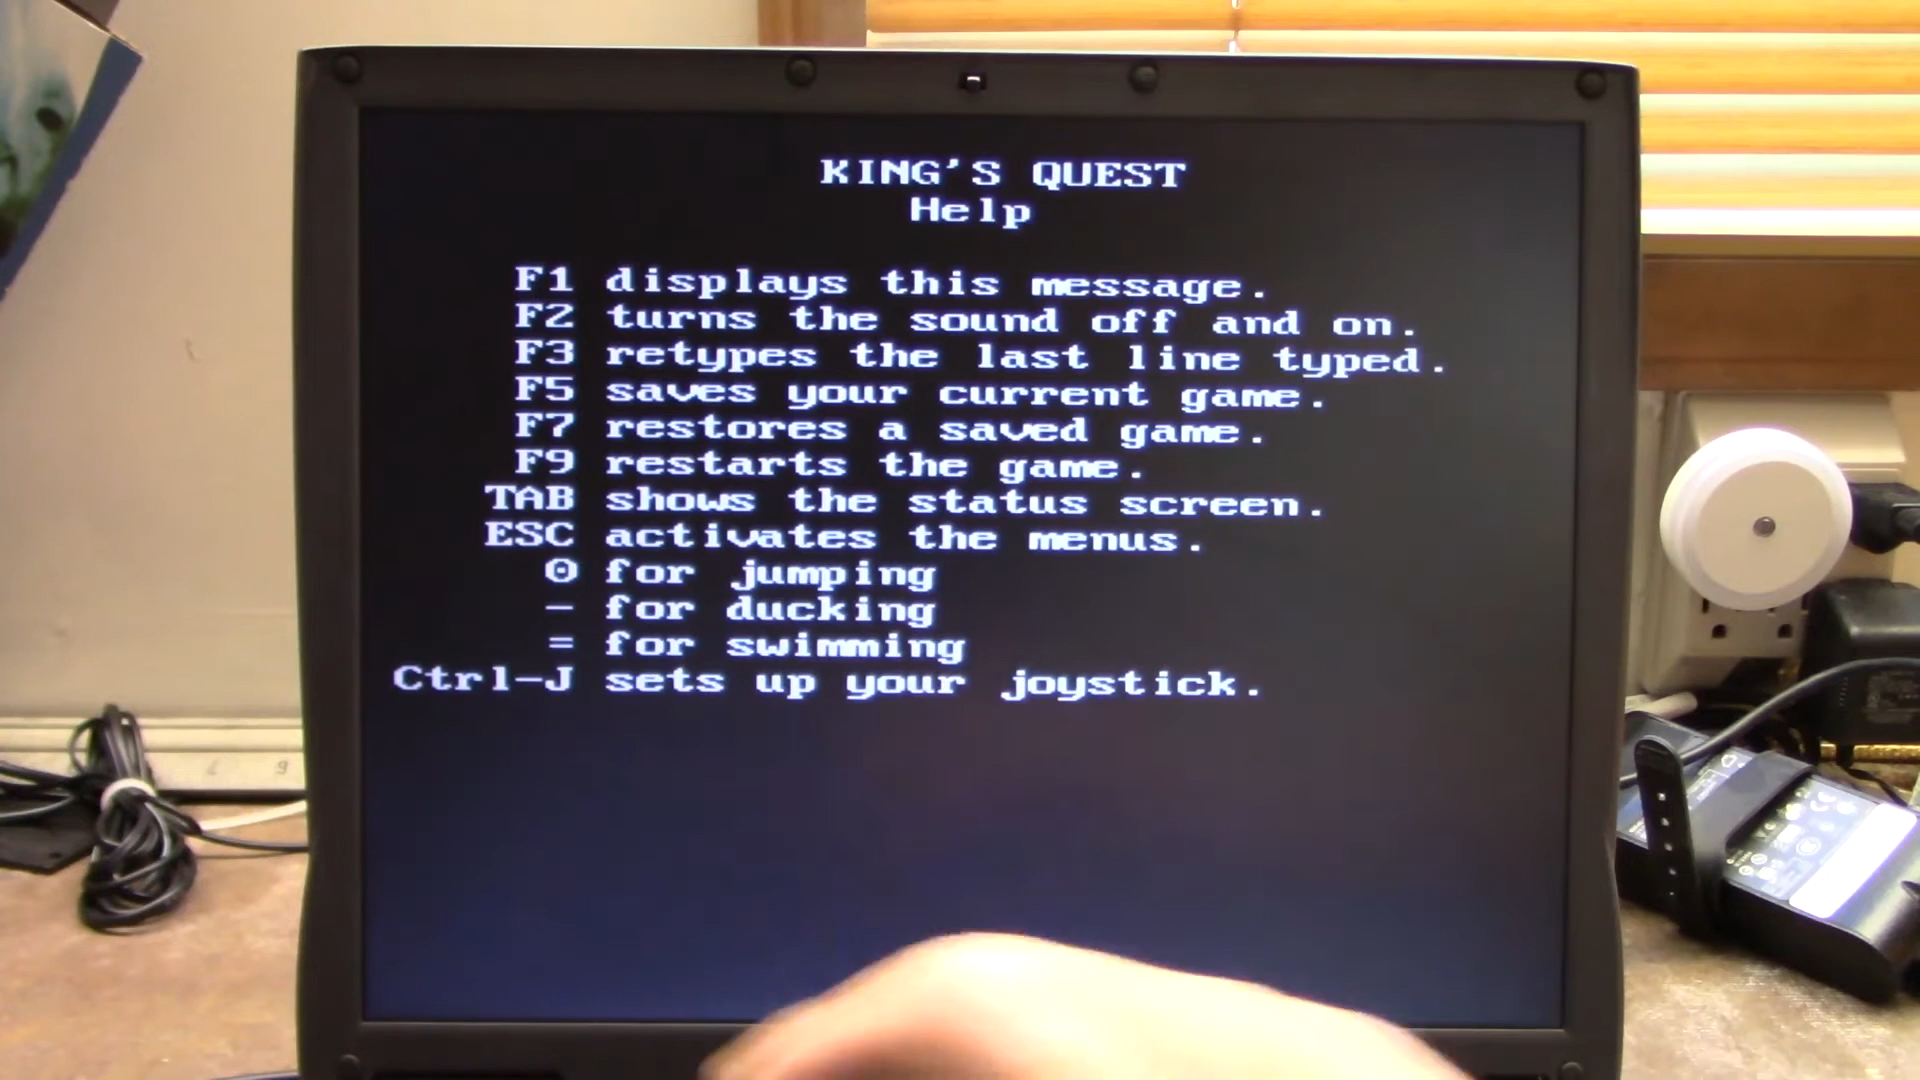 KING'S QUEST
Help
F1 displays this message.
F2 turns the sound off and on.
F3 retypes the last line typed.
F5 saves your current game.
F7 restores a saved game.
F9 restarts the game.
TAB shows the status screen.
ESC activates the menus.
0 for jumping
- for ducking
= for swimming
Ctrl-J sets up your joystick.